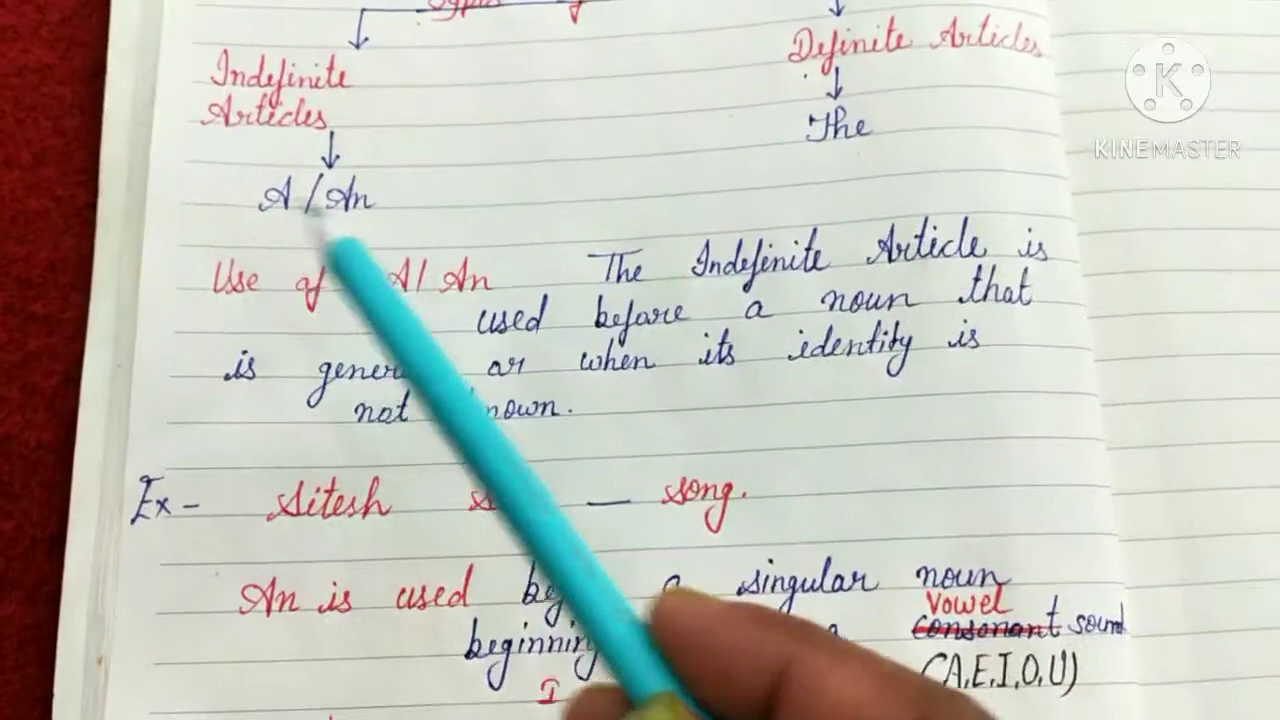 Indefinite
Articles
A/An
Definite Articles
The
KINEMASTER
Use of A/An The Indefinite Article is
used before a noun that
is or when its identity is
not
Ex- Sitesh — song.
An is used a singular noun
vowel
beginning consonant sound
(A,E,I,O,U)